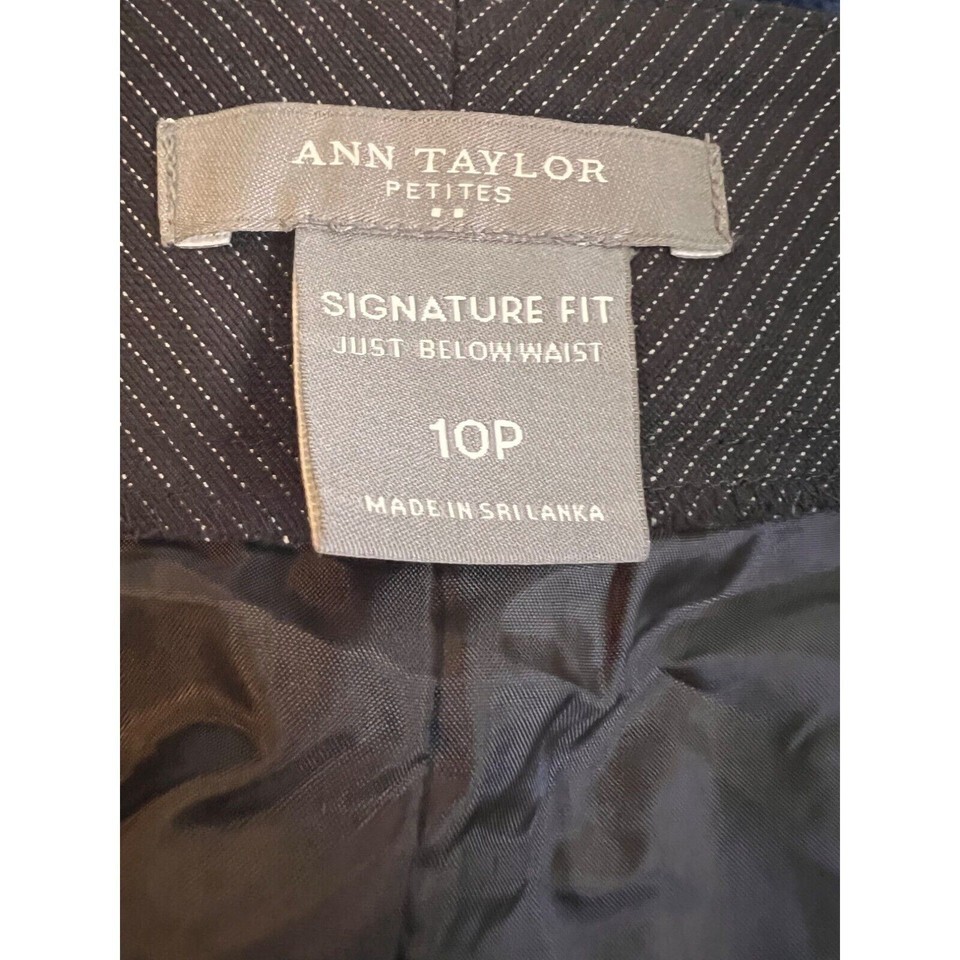 ANN TAYLOR
PETITES
SIGNATURE FIT
JUST BELOW WAIST
10P
MADE IN SRI LANKA